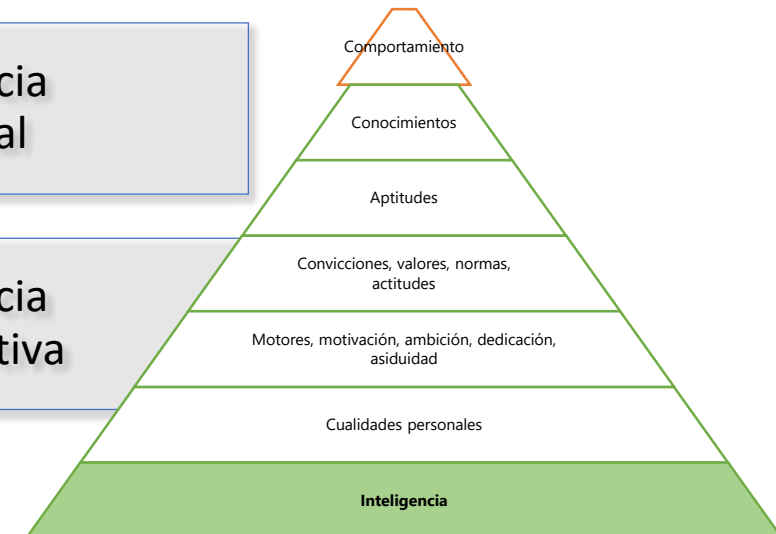 Comportamiento
cia
al
Conocimientos
Aptitudes
Convicciones, valores, normas,
actitudes
cia
tiva
Motores, motivación, ambición, dedicación,
asiduidad
Cualidades personales
Inteligencia